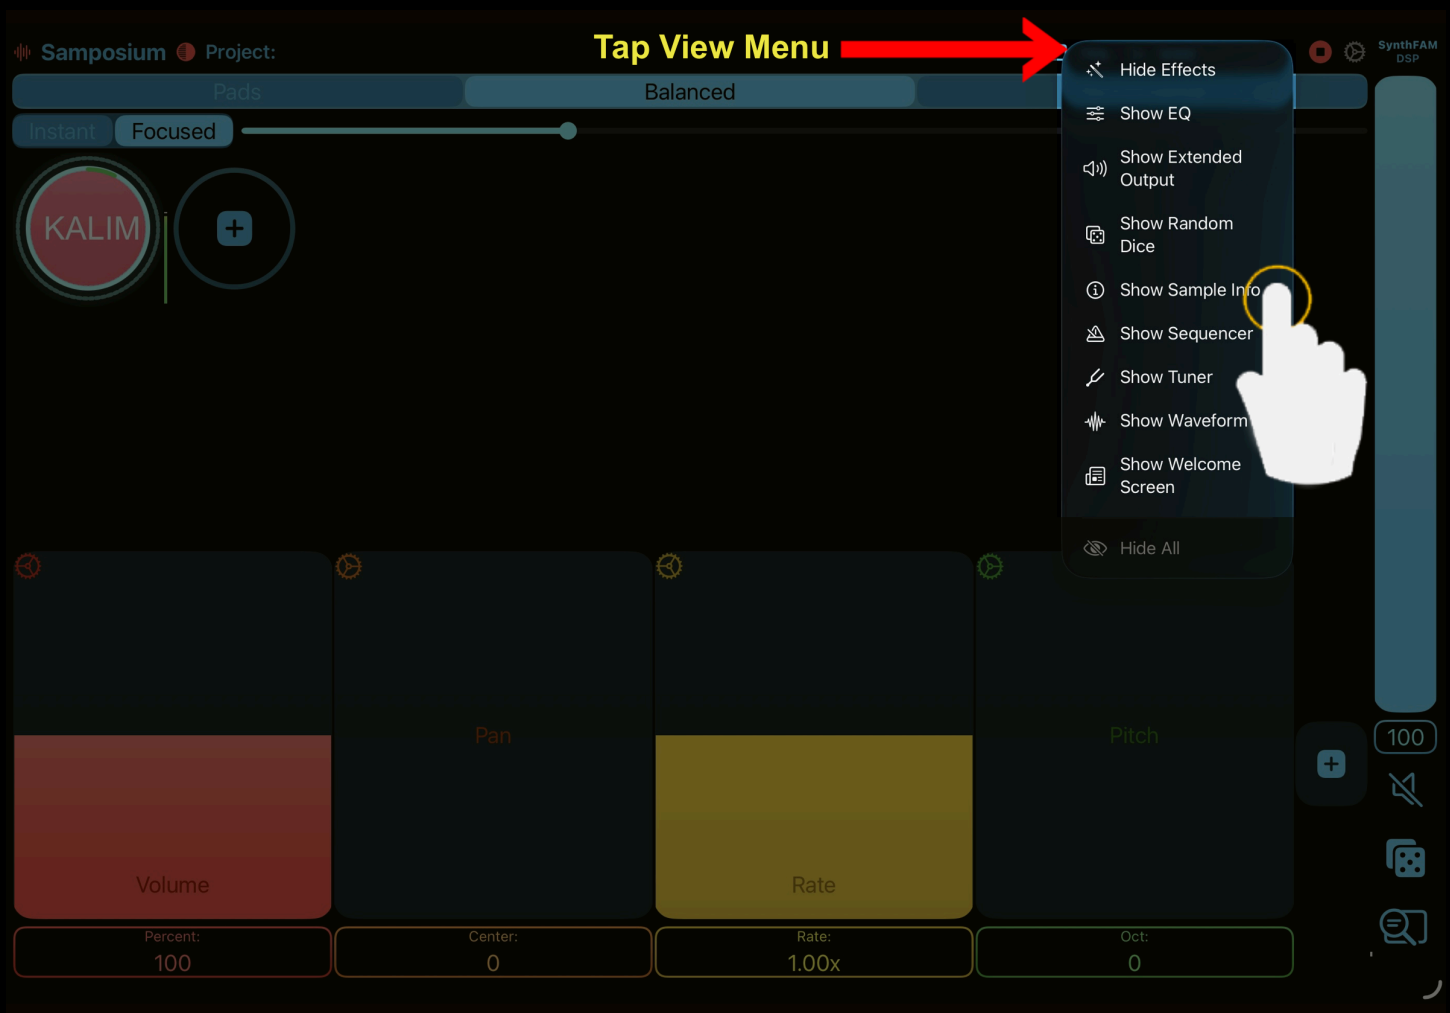 Samposium Project:
Tap View Menu
SynthFAM
DSP
Pads
Balanced
Instant
Focused
KALIM
Hide Effects
Show EQ
Show Extended
Output
Show Random
Dice
Show Sample Info
Show Sequencer
Show Tuner
Show Waveform
Show Welcome
Screen
Hide All
Pan
Pitch
100
Volume
Rate
Percent:
100
Center:
0
Rate:
1.00x
Oct:
0